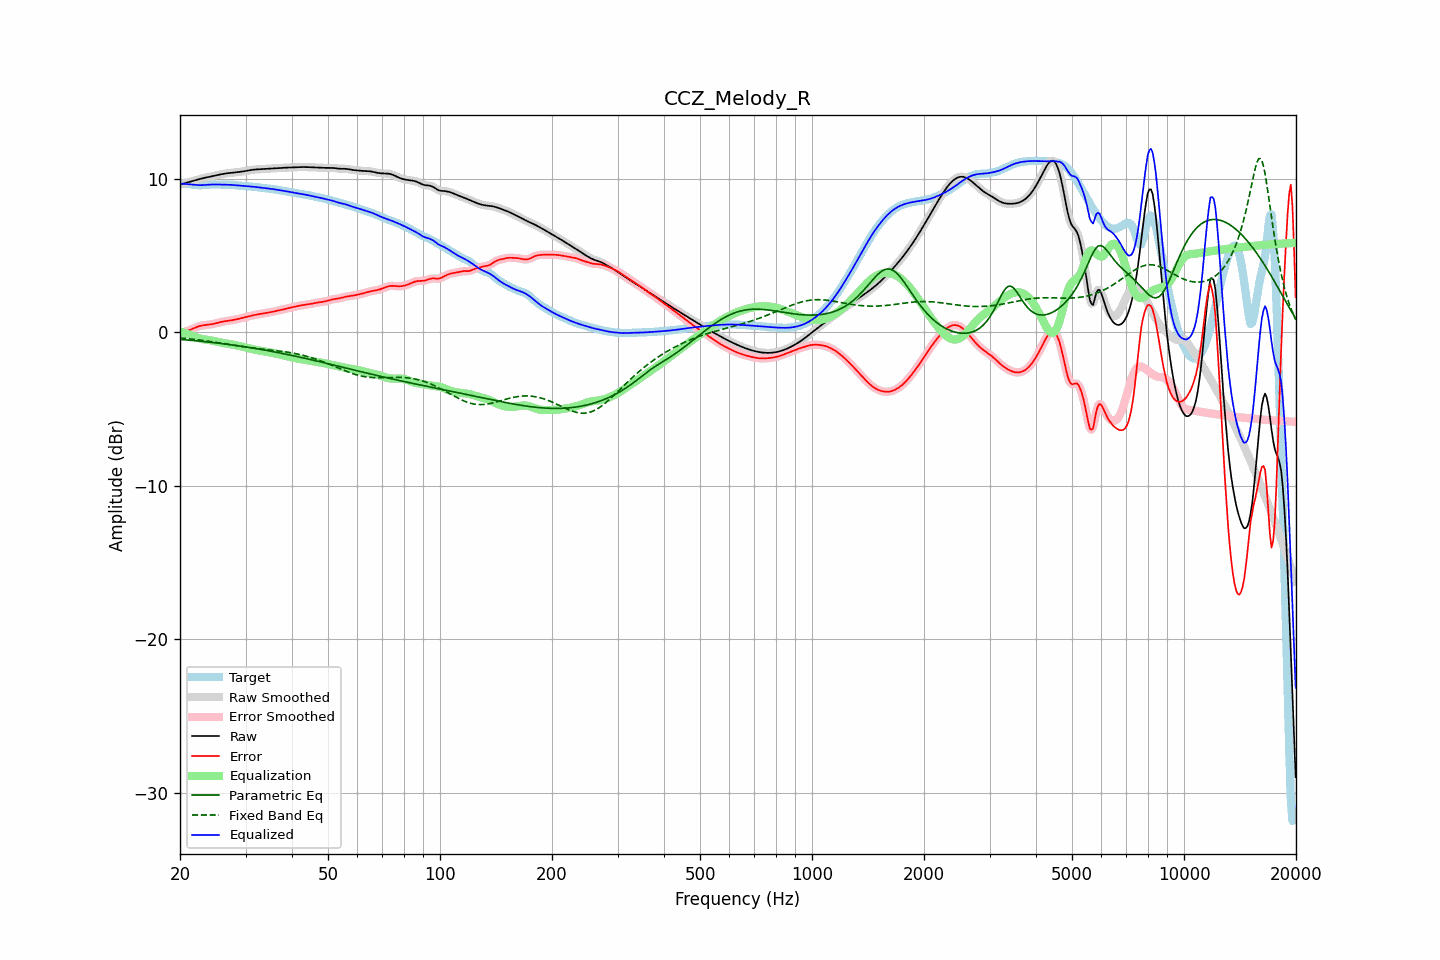 CCZ_Melody_R
Amplitude (dBr)
10
0
−10
−20
−30
Target
Raw Smoothed
Error Smoothed
Raw
Error
Equalization
Parametric Eq
Fixed Band Eq
Equalized
20 50 100 200 500 1000 2000 5000 10000 20000
Frequency (Hz)